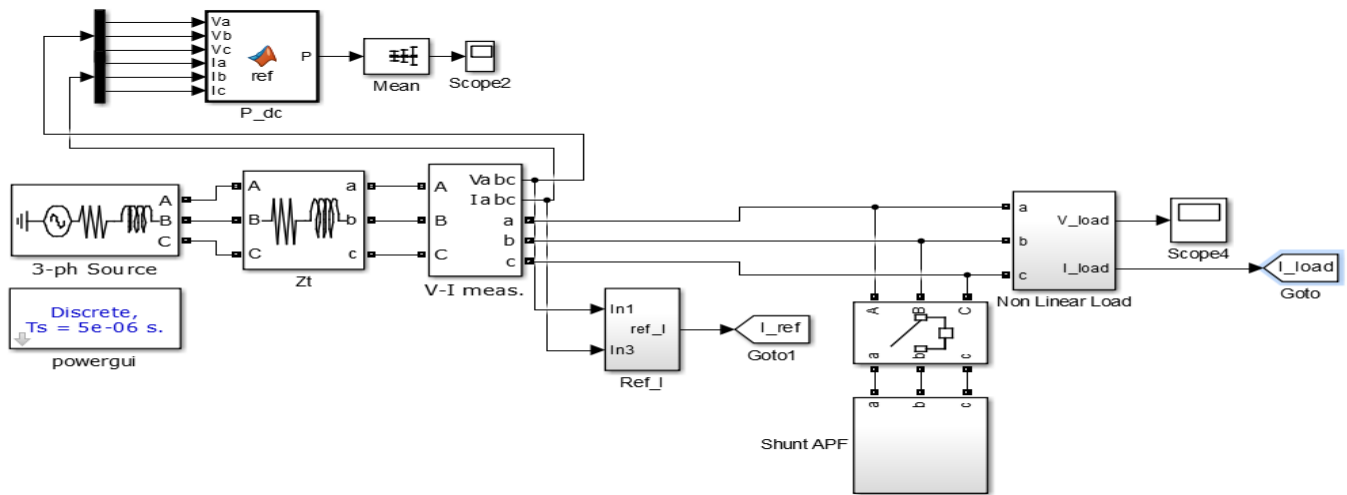 Va
Vb
Vc
Ia
Ib
Ic
ref
P
P_dc
Mean
Scope2
A
B
C
3-ph Source
A
B
C
a
b
c
Zt
A
B
C
Vabc
Iabc
a
b
c
V-I meas.
Discrete,
Ts = 5e-06 s.
powergui
In1
In3
ref_I
Ref_I
I_ref
Goto1
a
b
c
V_load
I_load
Non Linear Load
Scope4
I_load
Goto
A
B
C
a
b
c
a
b
c
Shunt APF